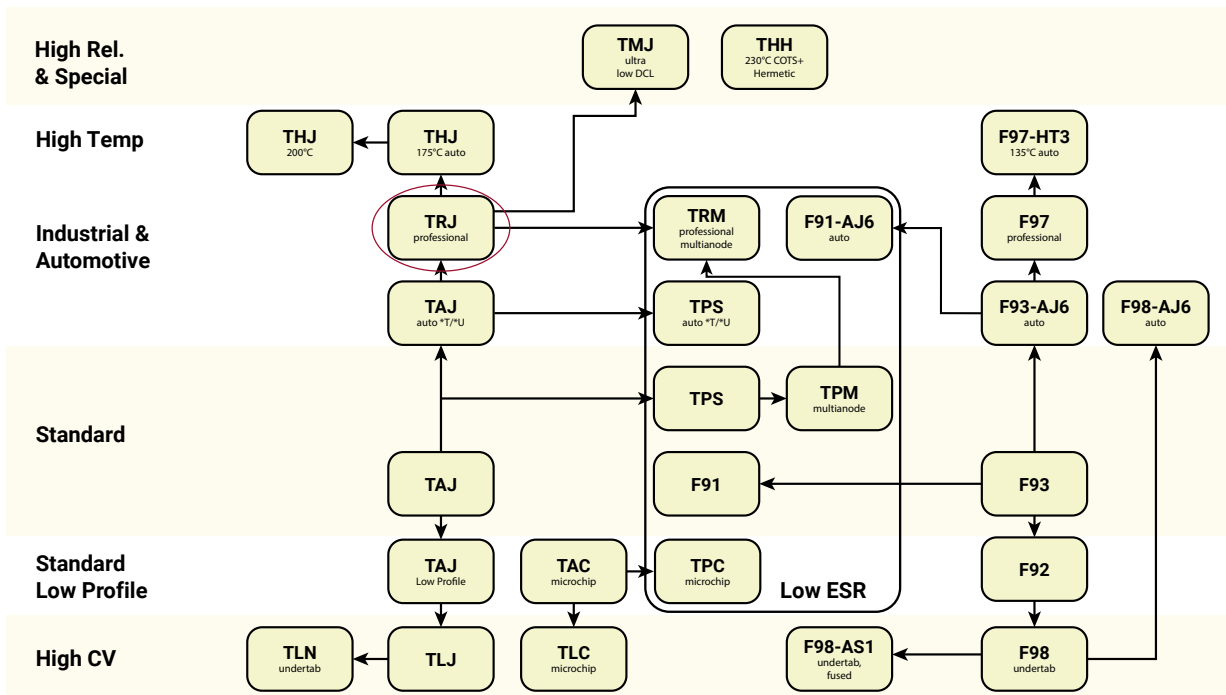 High Rel.
& Special
TMJ
ultra
low DCL
THH
230°C COTS+
Hermetic
High Temp
THJ
200°C
THJ
175°C auto
F97-HT3
135°C auto
Industrial &
Automotive
TRJ
professional
TRM
professional
multianode
F91-AJ6
auto
F97
professional
TAJ
auto *T/*U
TPS
auto *T/*U
F93-AJ6
auto
F98-AJ6
auto
Standard
TPS
TPM
multianode
TAJ
F91
F93
Standard
Low Profile
TAJ
Low Profile
TAC
microchip
TPC
microchip
Low ESR
F92
High CV
TLN
undertab
TLJ
TLC
microchip
F98-AS1
undertab,
fused
F98
undertab